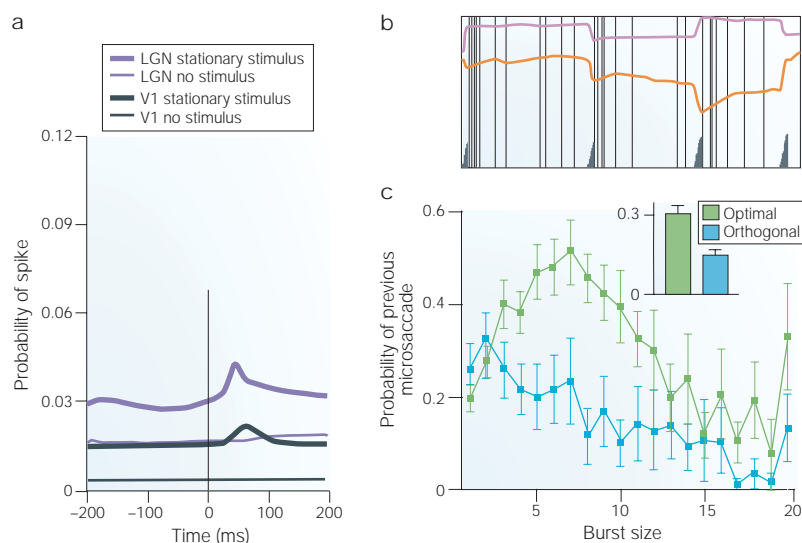 a
LGN stationary stimulus
LGN no stimulus
V1 stationary stimulus
V1 no stimulus
0.12
0.09
0.06
0.03
0
Probability of spike
–200
–100
0
100
200
Time (ms)
b
c
0.6
0.4
0.2
0
Probability of previous
microsaccade
0.3
0
Optimal
Orthogonal
5
10
15
20
Burst size